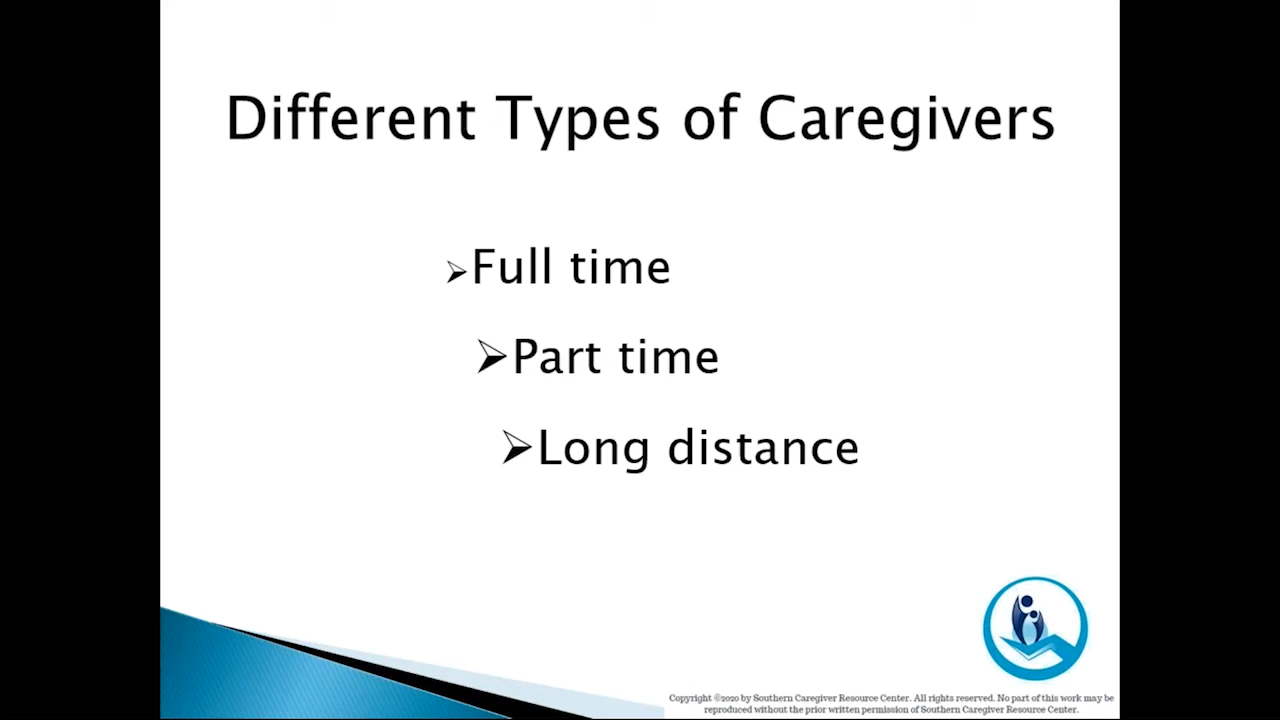 Different Types of Caregivers
Full time
Part time
Long distance
Copyright ©2020 by Southern Caregiver Resource Center. All rights reserved. No part of this work may be
reproduced without the prior written permission of Southern Caregiver Resource Center.